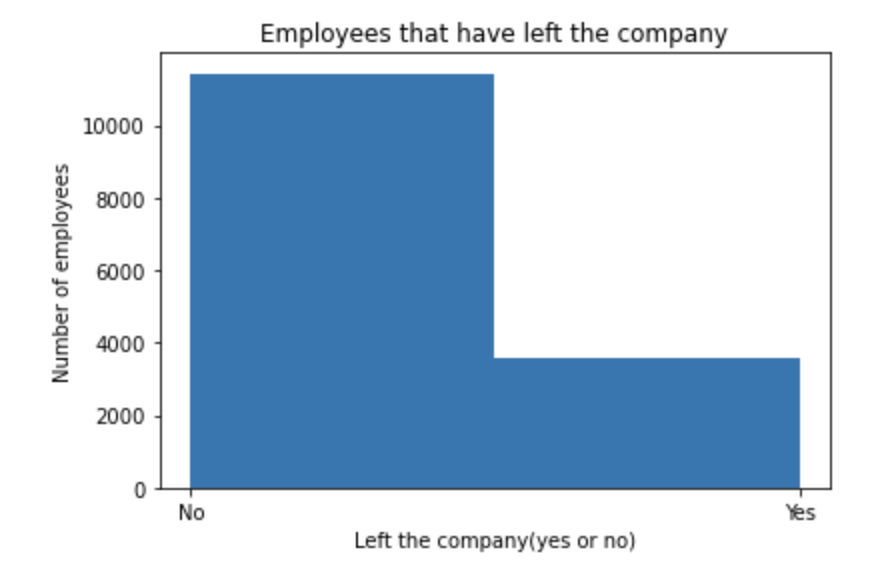 Employees that have left the company
10000
8000
6000
4000
2000
0
Number of employees
No
Yes
Left the company(yes or no)